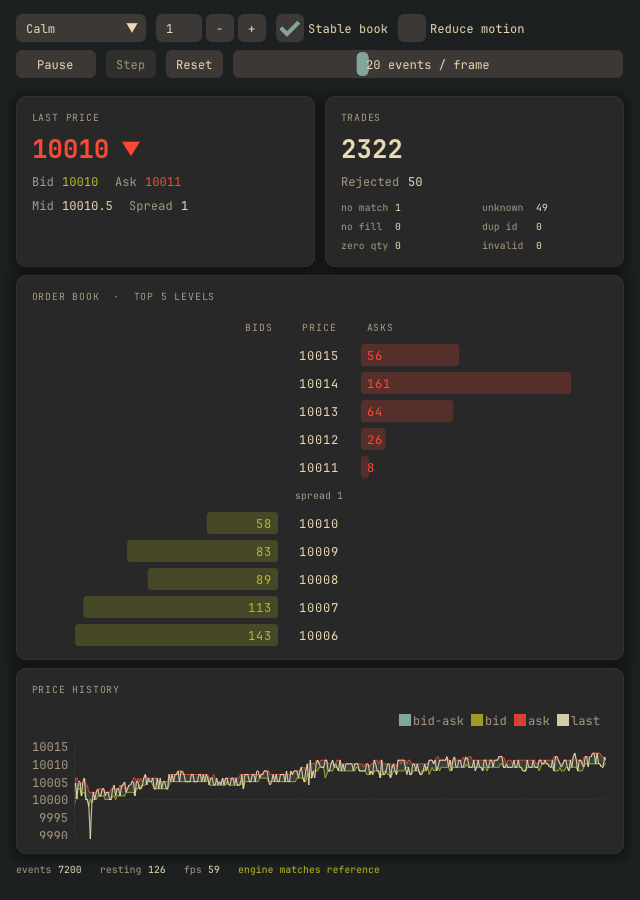 Calm 1 - + Stable book Reduce motion
Pause Step Reset 20 events / frame
LAST PRICE
10010
Bid 10010 Ask 10011
Mid 10010.5 Spread 1
TRADES
2322
Rejected 50
no match 1 unknown 49
no fill 0 dup id 0
zero qty 0 invalid 0
ORDER BOOK · TOP 5 LEVELS
BIDS PRICE ASKS
10015 56
10014 161
10013 64
10012 26
10011 8
spread 1
58 10010
83 10009
89 10008
113 10007
143 10006
PRICE HISTORY
bid-ask bid ask last
10015
10010
10005
10000
9995
9990
events 7200 resting 126 fps 59 engine matches reference